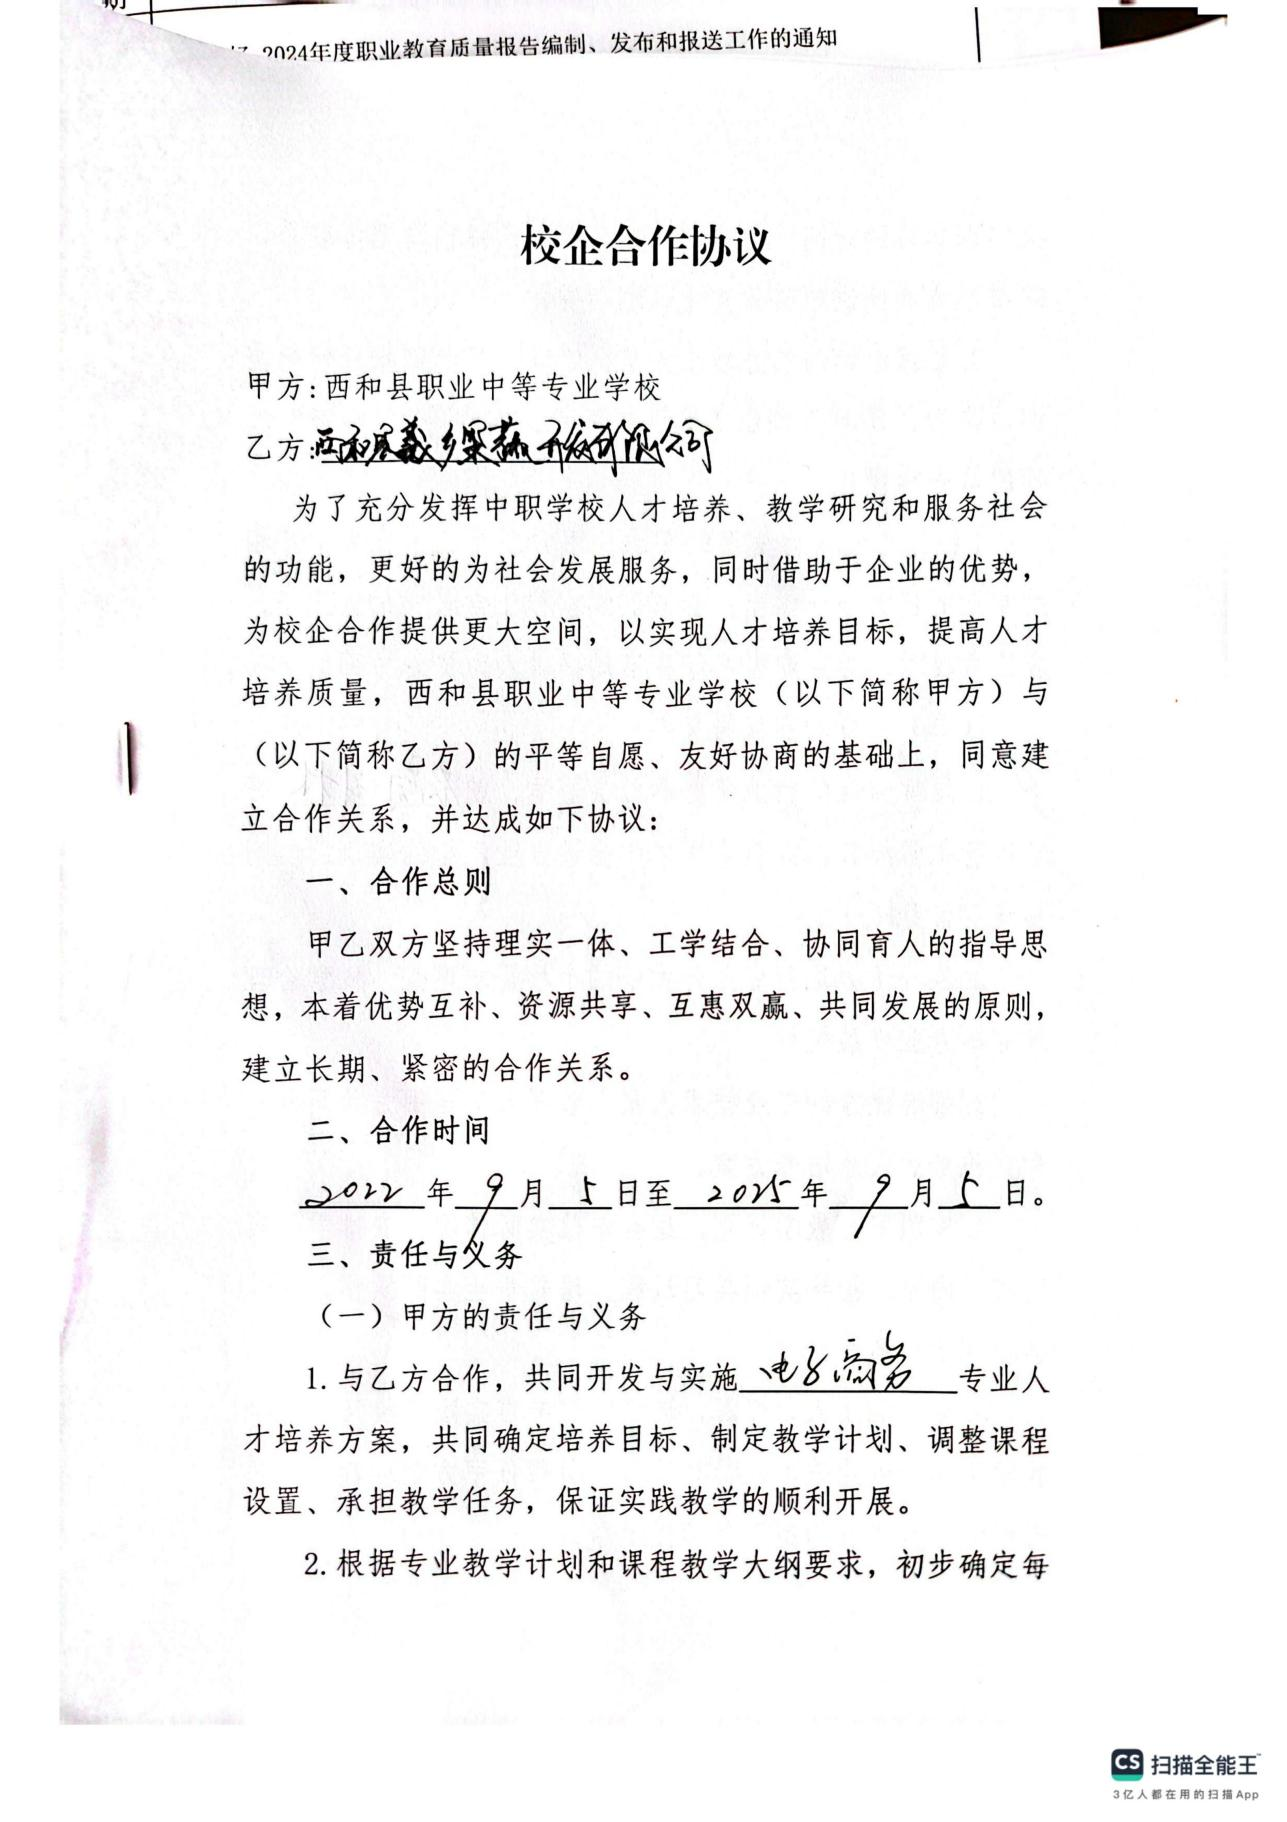 2024年度职业教育质量报告编制、发布和报送工作的通知
校企合作协议
甲方:西和县职业中等专业学校
乙方:西和县羲乡果蔬开发有限公司
为了充分发挥中职学校人才培养、教学研究和服务社会
的功能，更好的为社会发展服务，同时借助于企业的优势，
为校企合作提供更大空间，以实现人才培养目标，提高人才
培养质量，西和县职业中等专业学校（以下简称甲方）与
（以下简称乙方）的平等自愿、友好协商的基础上，同意建
立合作关系，并达成如下协议：
一、合作总则
甲乙双方坚持理实一体、工学结合、协同育人的指导思
想，本着优势互补、资源共享、互惠双赢、共同发展的原则，
建立长期、紧密的合作关系。
二、合作时间
2022年9月5日至2025年9月5日。
三、责任与义务
（一）甲方的责任与义务
1.与乙方合作，共同开发与实施电子商务专业人
才培养方案，共同确定培养目标、制定教学计划、调整课程
设置、承担教学任务，保证实践教学的顺利开展。
2.根据专业教学计划和课程教学大纲要求，初步确定每
CS 扫描全能王
3亿人都在用的扫描App